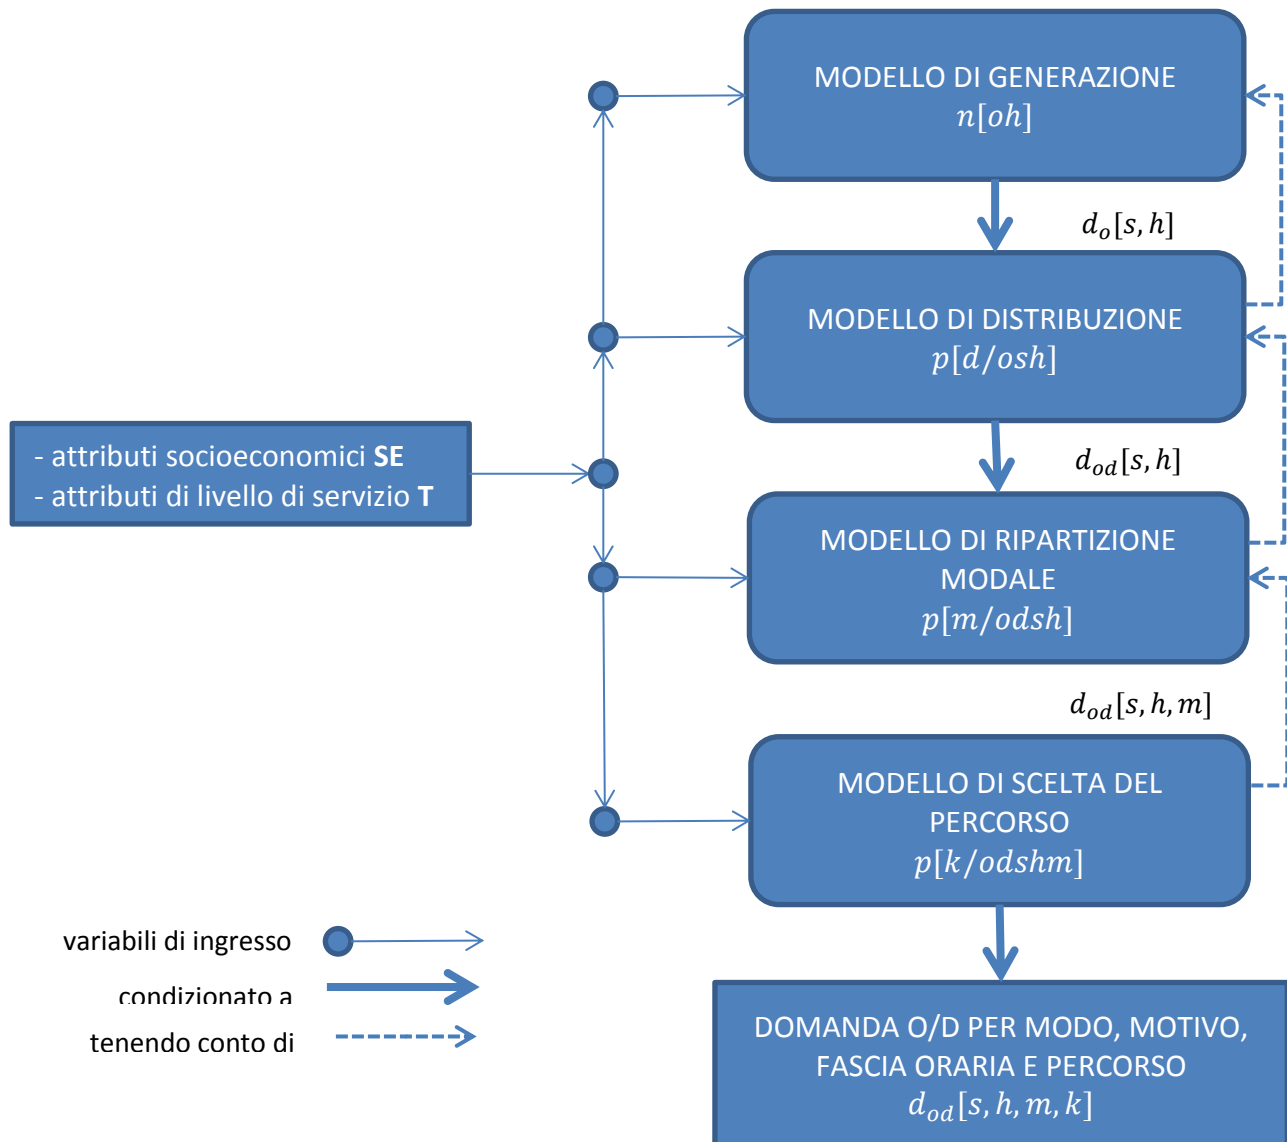 MODELLO DI GENERAZIONE
n[oh]
d_o[s, h]
MODELLO DI DISTRIBUZIONE
p[d/osh]
- attributi socioeconomici SE
- attributi di livello di servizio T
d_od[s, h]
MODELLO DI RIPARTIZIONE
MODALE
p[m/odsh]
d_od[s, h, m]
MODELLO DI SCELTA DEL
PERCORSO
p[k/odshm]
variabili di ingresso
condizionato a
tenendo conto di
DOMANDA O/D PER MODO, MOTIVO,
FASCIA ORARIA E PERCORSO
d_od[s, h, m, k]